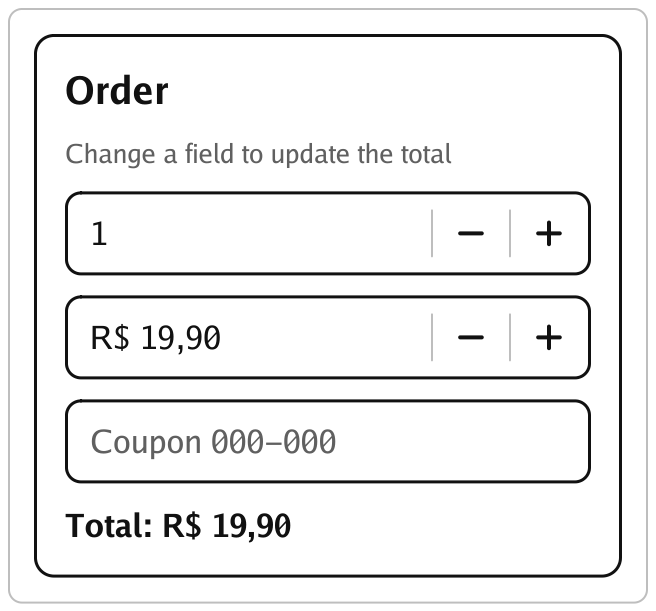 Order
Change a field to update the total
1
R$ 19,90
Coupon 000–000
Total: R$ 19,90